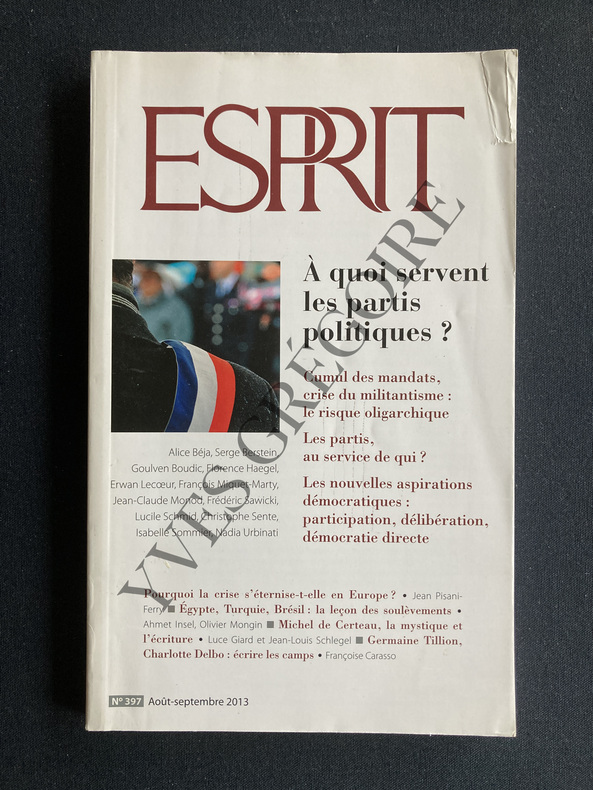 ESPRIT
À quoi servent
les partis
politiques ?
Cumul des mandats,
crise du militantisme :
le risque oligarchique
Les partis,
au service de qui ?
Les nouvelles aspirations
démocratiques :
participation, délibération,
démocratie directe
Alice Béja, Serge Berstein,
Goulven Boudic, Florence Haegel,
Erwan Lecœur, François Miquet-Marty,
Jean-Claude Monod, Frédéric Sawicki,
Lucile Schmid, Christophe Sente,
Isabelle Sommier, Nadia Urbinati
Pourquoi la crise s'éternise-t-elle en Europe ? • Jean Pisani-
Ferry ■ Égypte, Turquie, Brésil : la leçon des soulèvements •
Ahmet Insel, Olivier Mongin ■ Michel de Certeau, la mystique et
l'écriture • Luce Giard et Jean-Louis Schlegel ■ Germaine Tillion,
Charlotte Delbo : écrire les camps • Françoise Carasso
N° 397 Août-septembre 2013
YVES GRÉGOIRE